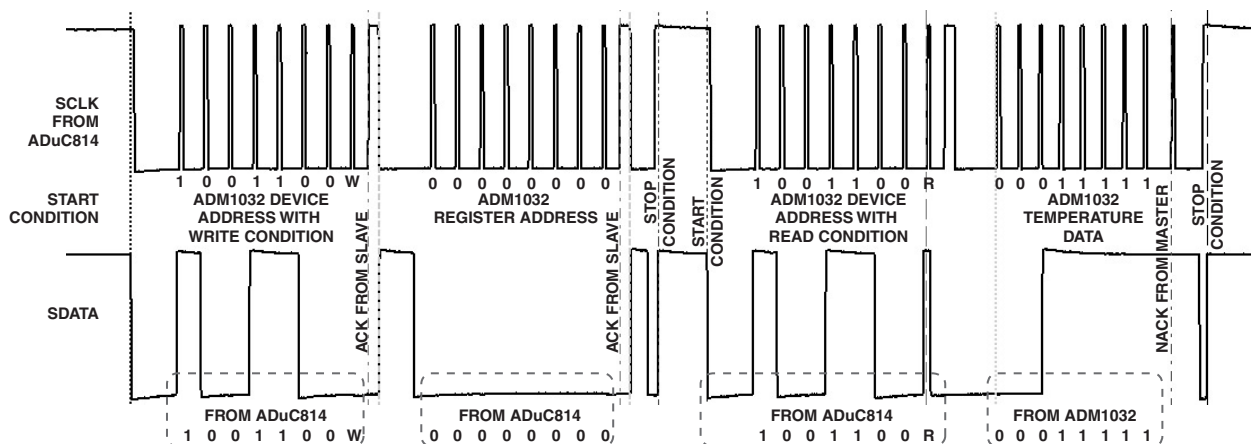 SCLK
FROM
ADuC814
1 0 0 1 1 0 0 W
ADM1032 DEVICE
ADDRESS WITH
WRITE CONDITION
0 0 0 0 0 0 0 0
ADM1032
REGISTER ADDRESS
1 0 0 1 1 0 0 R
ADM1032 DEVICE
ADDRESS WITH
READ CONDITION
0 0 0 1 1 1 1 1
ADM1032
TEMPERATURE
DATA
START
CONDITION
ACK FROM SLAVE
ACK FROM SLAVE
STOP
CONDITION
START
CONDITION
NACK FROM MASTER
STOP
CONDITION
SDATA
FROM ADuC814
1 0 0 1 1 0 0 W
FROM ADuC814
0 0 0 0 0 0 0 0
FROM ADuC814
1 0 0 1 1 0 0 R
FROM ADM1032
0 0 0 1 1 1 1 1